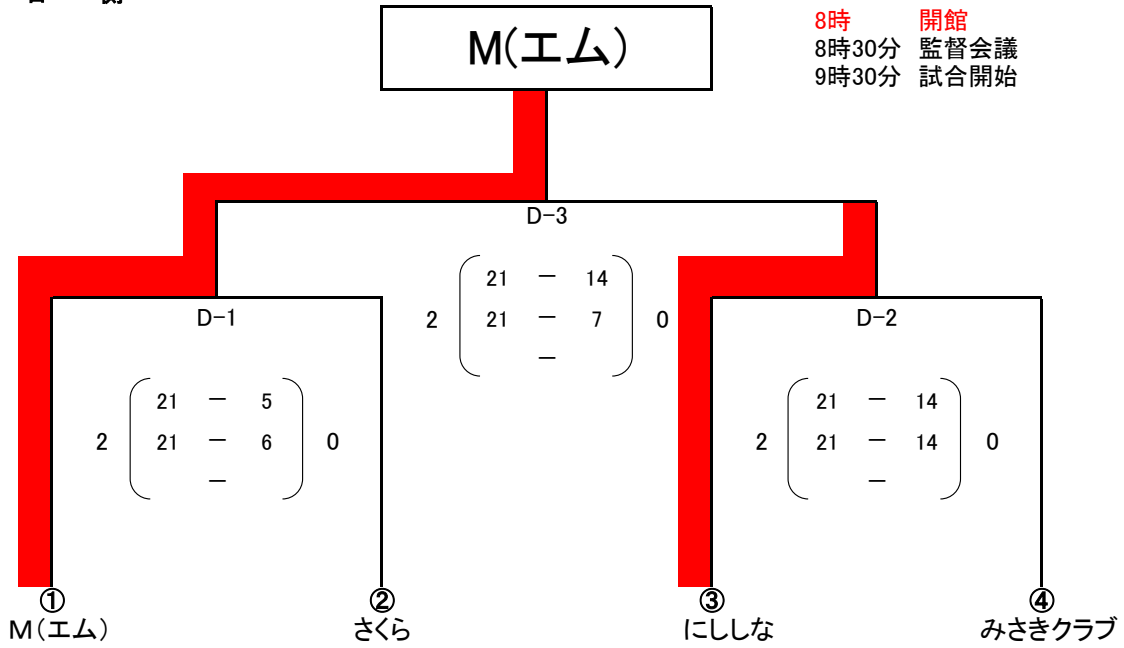 M(エム)
8時 開館
8時30分 監督会議
9時30分 試合開始
D-3
21 - 14
2 21 - 7 0
-
D-1
21 - 5
2 21 - 6 0
-
D-2
21 - 14
2 21 - 14 0
-
① ② ③ ④
M(エム) さくら にししな みさきクラブ